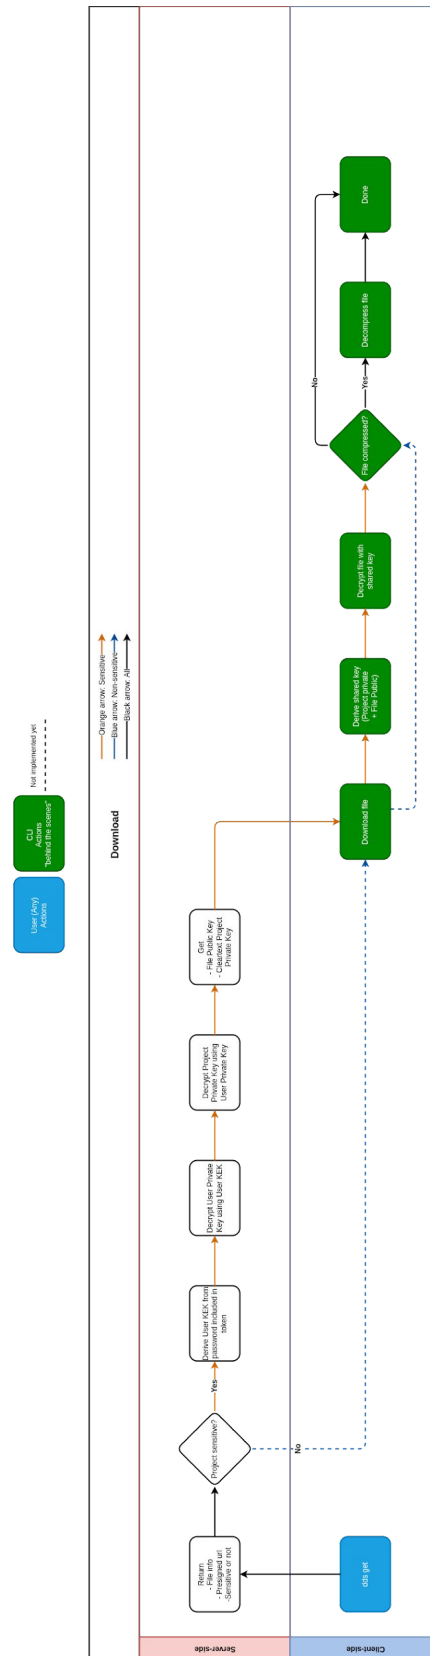 User (Any)
Actions
CLI
Actions
"behind the scenes"
Not implemented yet
Download
Orange arrow: Sensitive
Blue arrow: Non-sensitive
Black arrow: All
Server-side
Return
- File info
- Presigned url
-Sensitive or not
Project sensitive?
Yes
No
Derive User KEK from
password included in
token
Decrypt User Private
Key using User KEK
Decrypt Project
Private Key using
User Private Key
Get
- File Public Key
- Cleartext Project
Private Key
Client-side
dds get
Download file
Derive shared key
(Project private
+ File Public)
Decrypt file with
shared key
File compressed?
Yes
No
Decompress file
Done